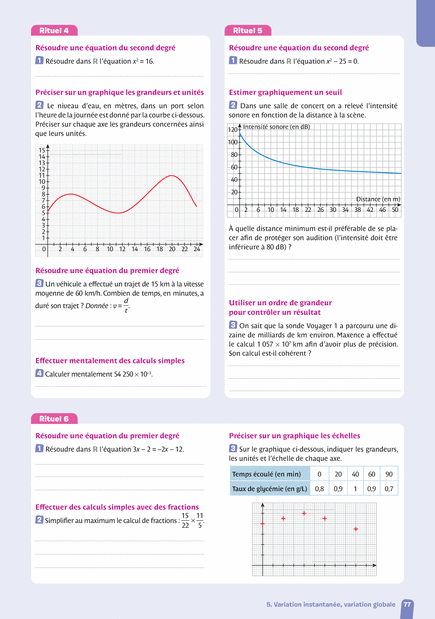 Rituel 4
Résoudre une équation du second degré
1 Résoudre dans ℝ l'équation x² = 16.
Préciser sur un graphique les grandeurs et unités
2 Le niveau d'eau, en mètres, dans un port selon
l'heure de la journée est donné par la courbe ci-dessous.
Préciser sur chaque axe les grandeurs concernées ainsi
que leurs unités.
15
14
13
12
11
10
9
8
7
6
5
4
3
2
1
0 2 4 6 8 10 12 14 16 18 20 22 24
Résoudre une équation du premier degré
3 Un véhicule a effectué un trajet de 15 km à la vitesse
moyenne de 60 km/h. Combien de temps, en minutes, a
duré son trajet ? Donnée : v = d/t.
Effectuer mentalement des calculs simples
4 Calculer mentalement 54 250 × 10⁻³.
Rituel 5
Résoudre une équation du second degré
1 Résoudre dans ℝ l'équation x² – 25 = 0.
Estimer graphiquement un seuil
2 Dans une salle de concert on a relevé l'intensité
sonore en fonction de la distance à la scène.
Intensité sonore (en dB)
120
100
80
60
40
20
Distance (en m)
0 2 6 10 14 18 22 26 30 34 38 42 46 50
À quelle distance minimum est-il préférable de se pla-
cer afin de protéger son audition (l'intensité doit être
inférieure à 80 dB) ?
Utiliser un ordre de grandeur
pour contrôler un résultat
3 On sait que la sonde Voyager 1 a parcouru une di-
zaine de milliards de km environ. Maxence a effectué
le calcul 1 057 × 10⁷ km afin d'avoir plus de précision.
Son calcul est-il cohérent ?
Rituel 6
Résoudre une équation du premier degré
1 Résoudre dans ℝ l'équation 3x – 2 = –2x – 12.
Effectuer des calculs simples avec des fractions
2 Simplifier au maximum le calcul de fractions : 15/22 × 11/5.
Préciser sur un graphique les échelles
3 Sur le graphique ci-dessous, indiquer les grandeurs,
les unités et l'échelle de chaque axe.
Temps écoulé (en min) 0 20 40 60 90
Taux de glycémie (en g/L) 0,8 0,9 1 0,9 0,7
5. Variation instantanée, variation globale 77